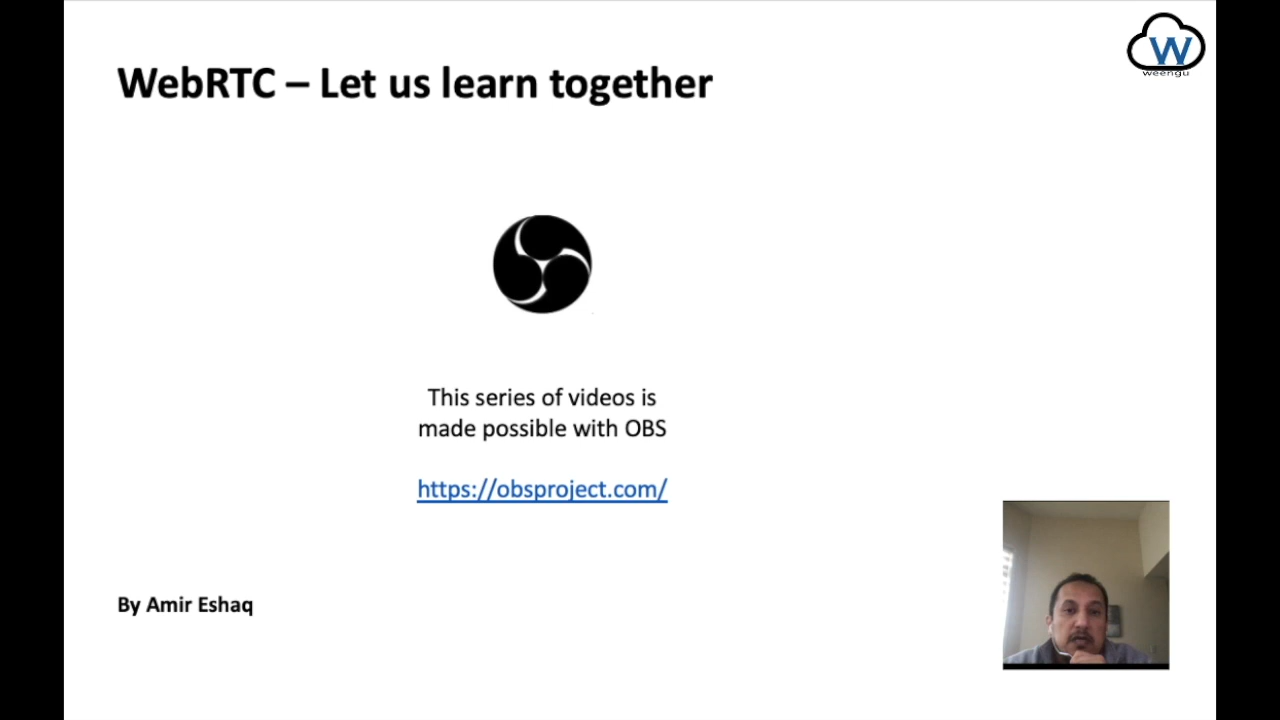 W
weengu
WebRTC – Let us learn together
This series of videos is
made possible with OBS
https://obsproject.com/
By Amir Eshaq